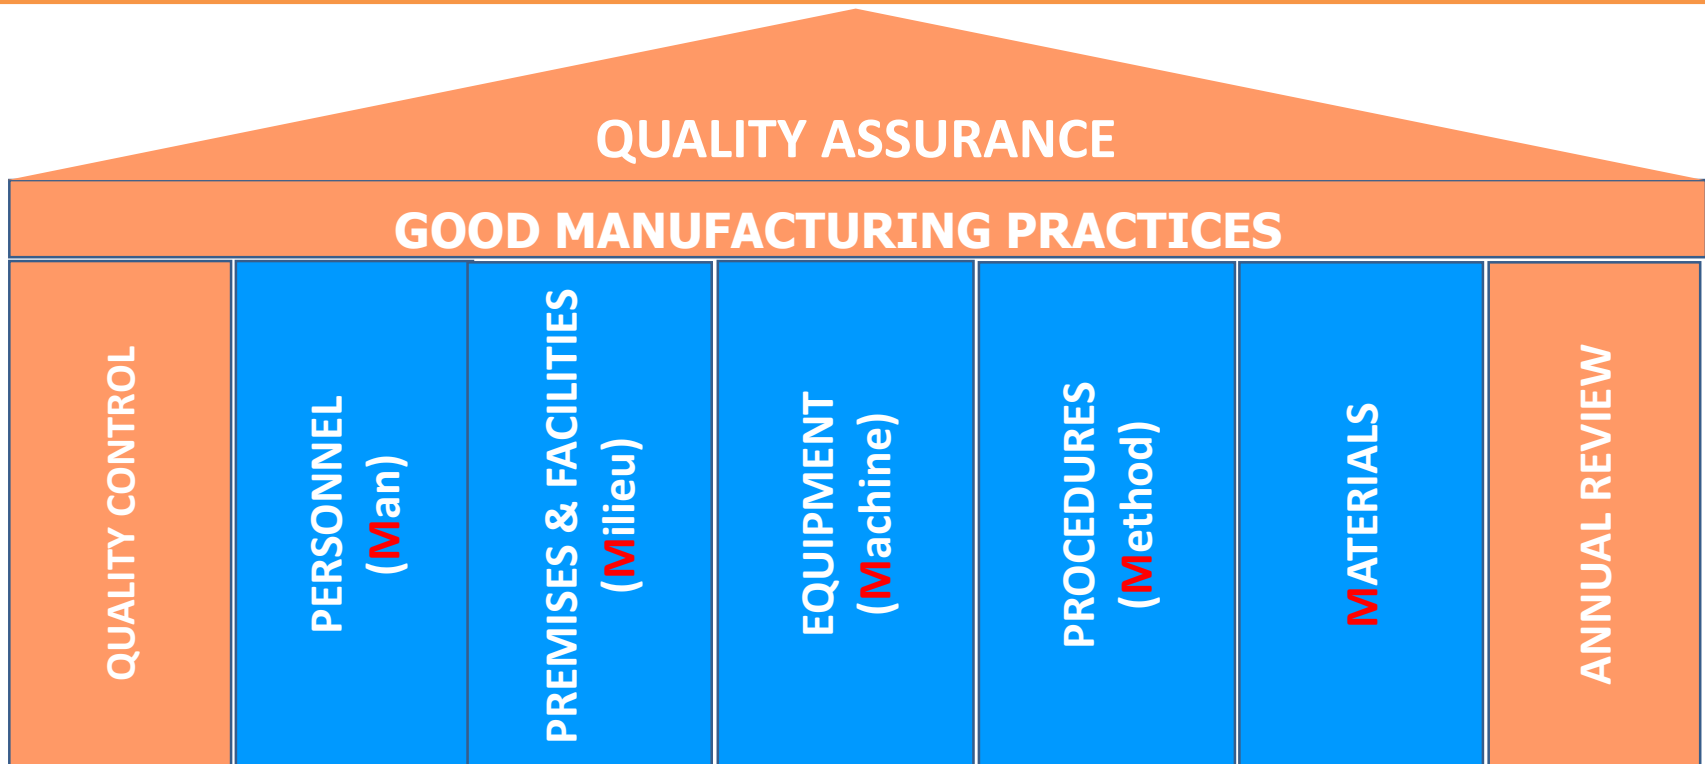 QUALITY ASSURANCE
GOOD MANUFACTURING PRACTICES
QUALITY CONTROL
PERSONNEL
(Man)
PREMISES & FACILITIES
(Milieu)
EQUIPMENT
(Machine)
PROCEDURES
(Method)
MATERIALS
ANNUAL REVIEW